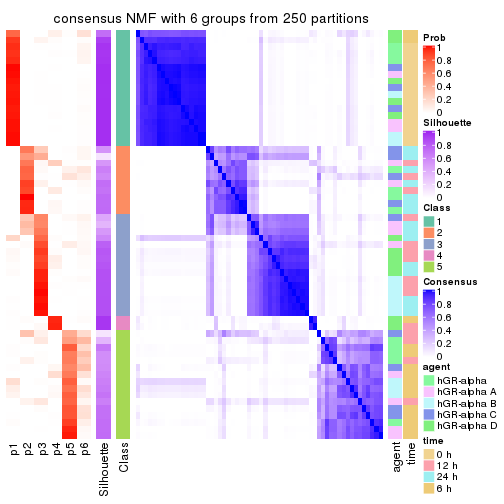 consensus NMF with 6 groups from 250 partitions
Prob
1
0.8
0.6
0.4
0.2
0
Silhouette
1
0.8
0.6
0.4
0.2
0
Class
1
2
3
4
5
Consensus
1
0.8
0.6
0.4
0.2
0
agent
hGR-alpha
hGR-alpha A
hGR-alpha B
hGR-alpha C
hGR-alpha D
time
0 h
12 h
24 h
6 h
p1
p2
p3
p4
p5
p6
Silhouette
Class
agent
time